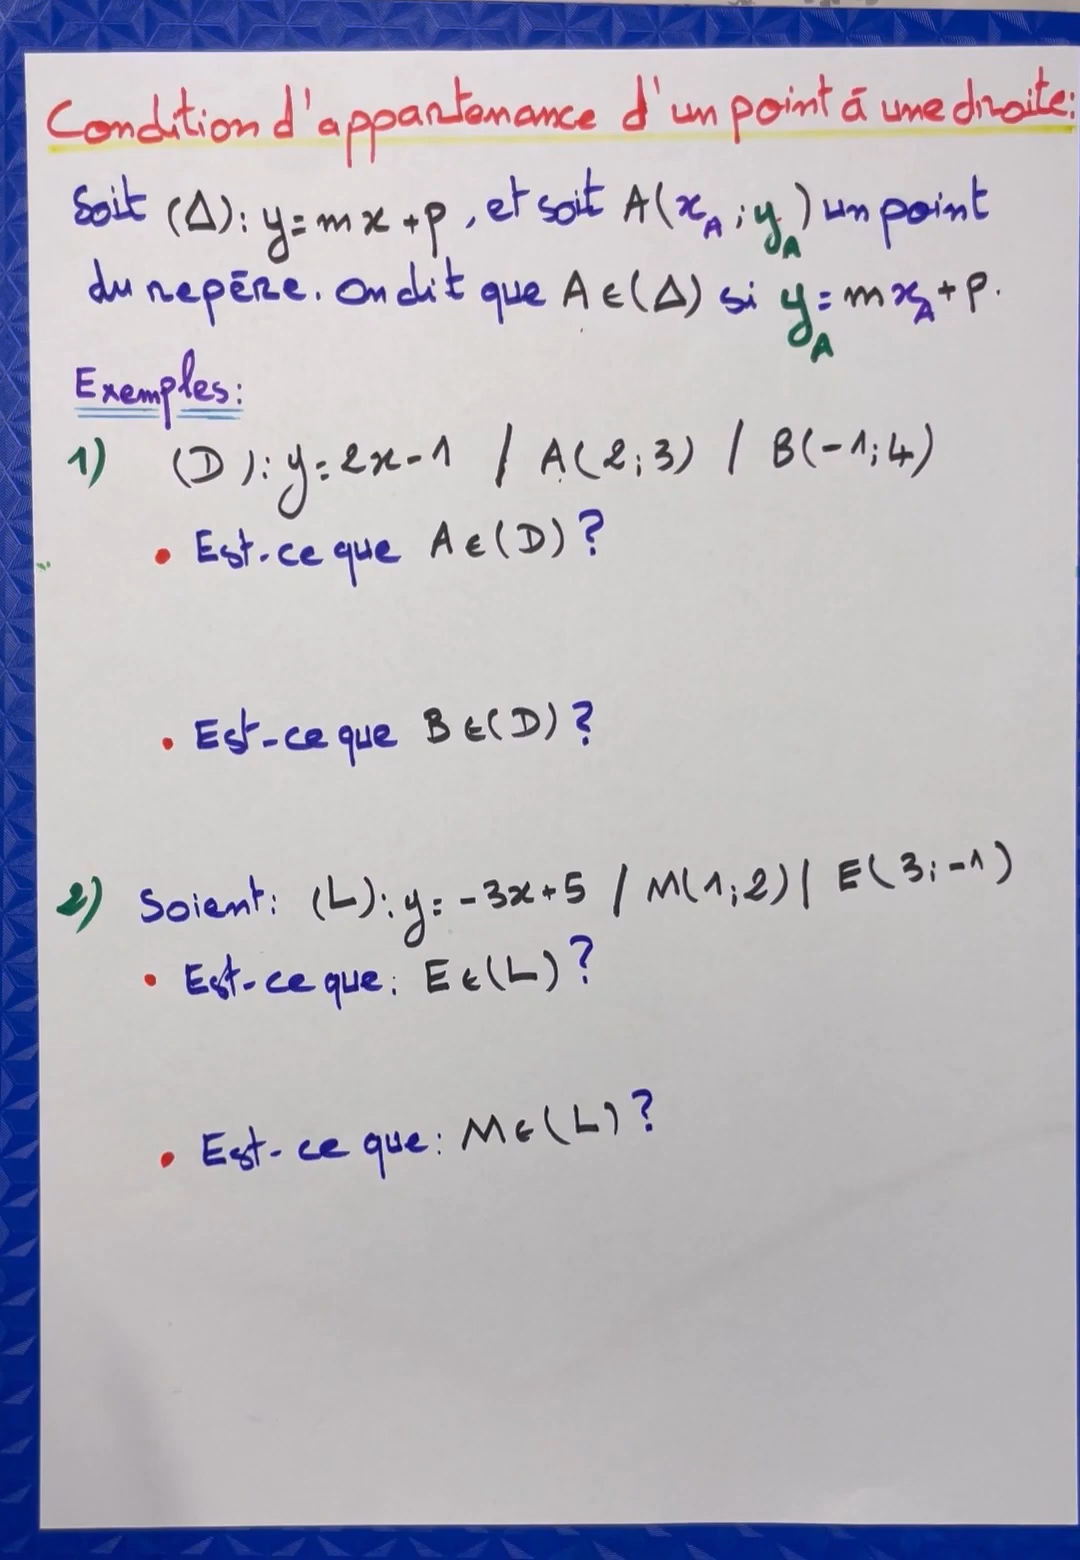 Condition d'appartenance d'un point à une droite:
Soit (Δ): y=mx+p, et soit A(x_A; y_A) un point
du repère. On dit que A∈(Δ) si y_A=mx_A+p.
Exemples:
1) (D): y=2x-1 / A(2;3) / B(-1;4)
• Est-ce que A∈(D)?
• Est-ce que B∈(D)?
2) Soient: (L): y=-3x+5 / M(1;2) / E(3;-1)
• Est-ce que: E∈(L)?
• Est-ce que: M∈(L)?